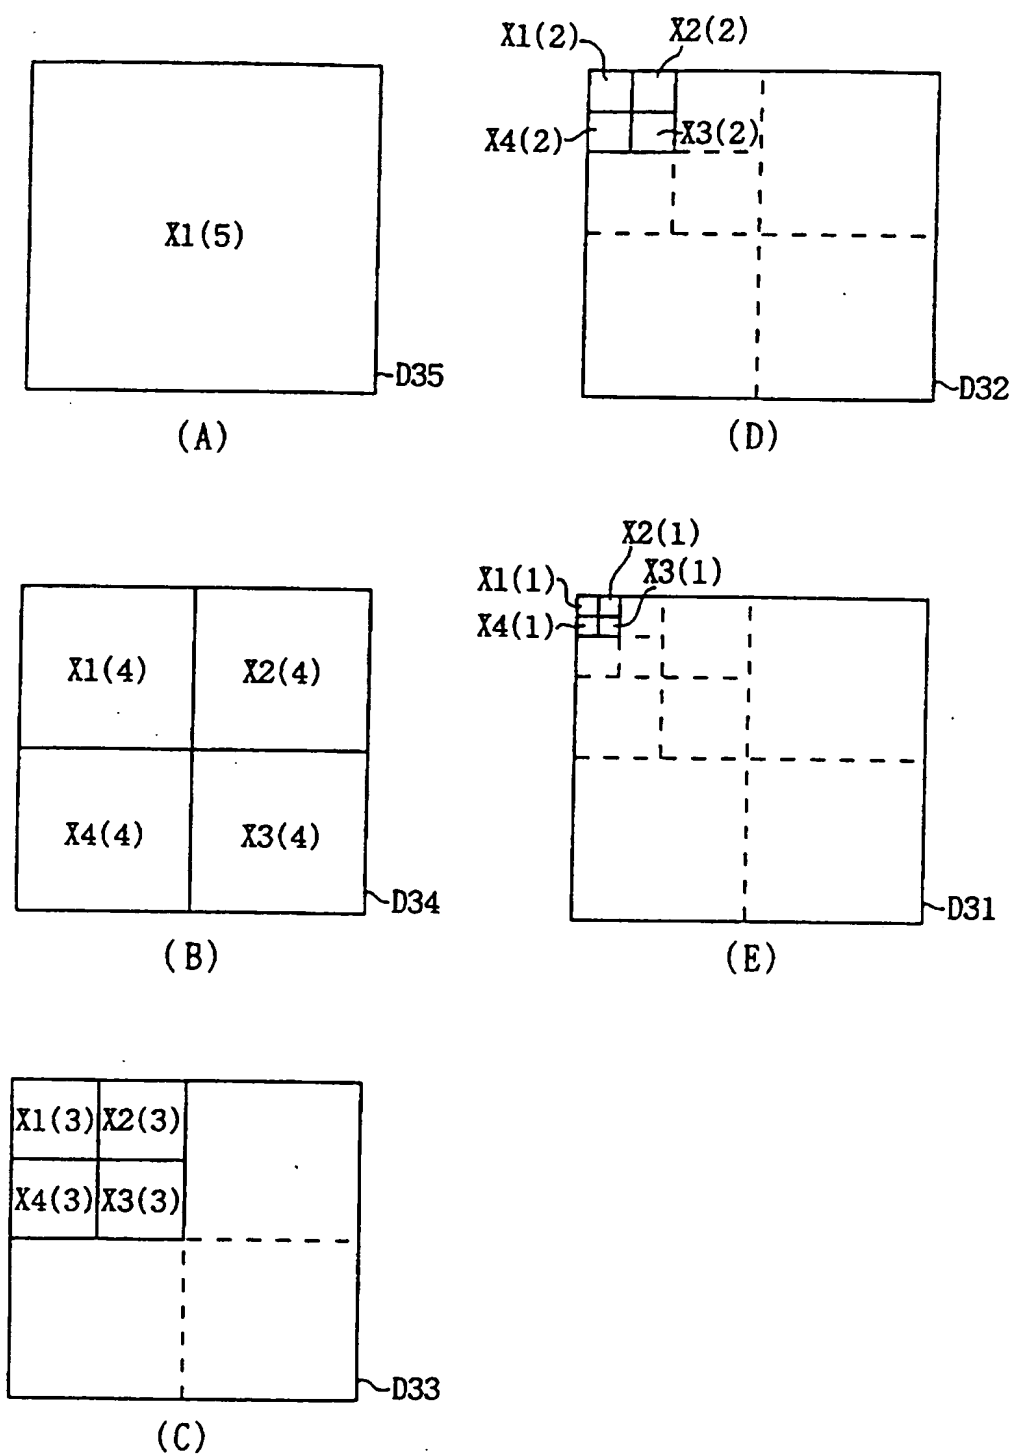 X1(5)
D35
(A)
X1(4) X2(4)
X4(4) X3(4)
D34
(B)
X1(3) X2(3)
X4(3) X3(3)
D33
(C)
X1(2) X2(2)
X4(2) X3(2)
D32
(D)
X2(1)
X1(1) X3(1)
X4(1)
D31
(E)